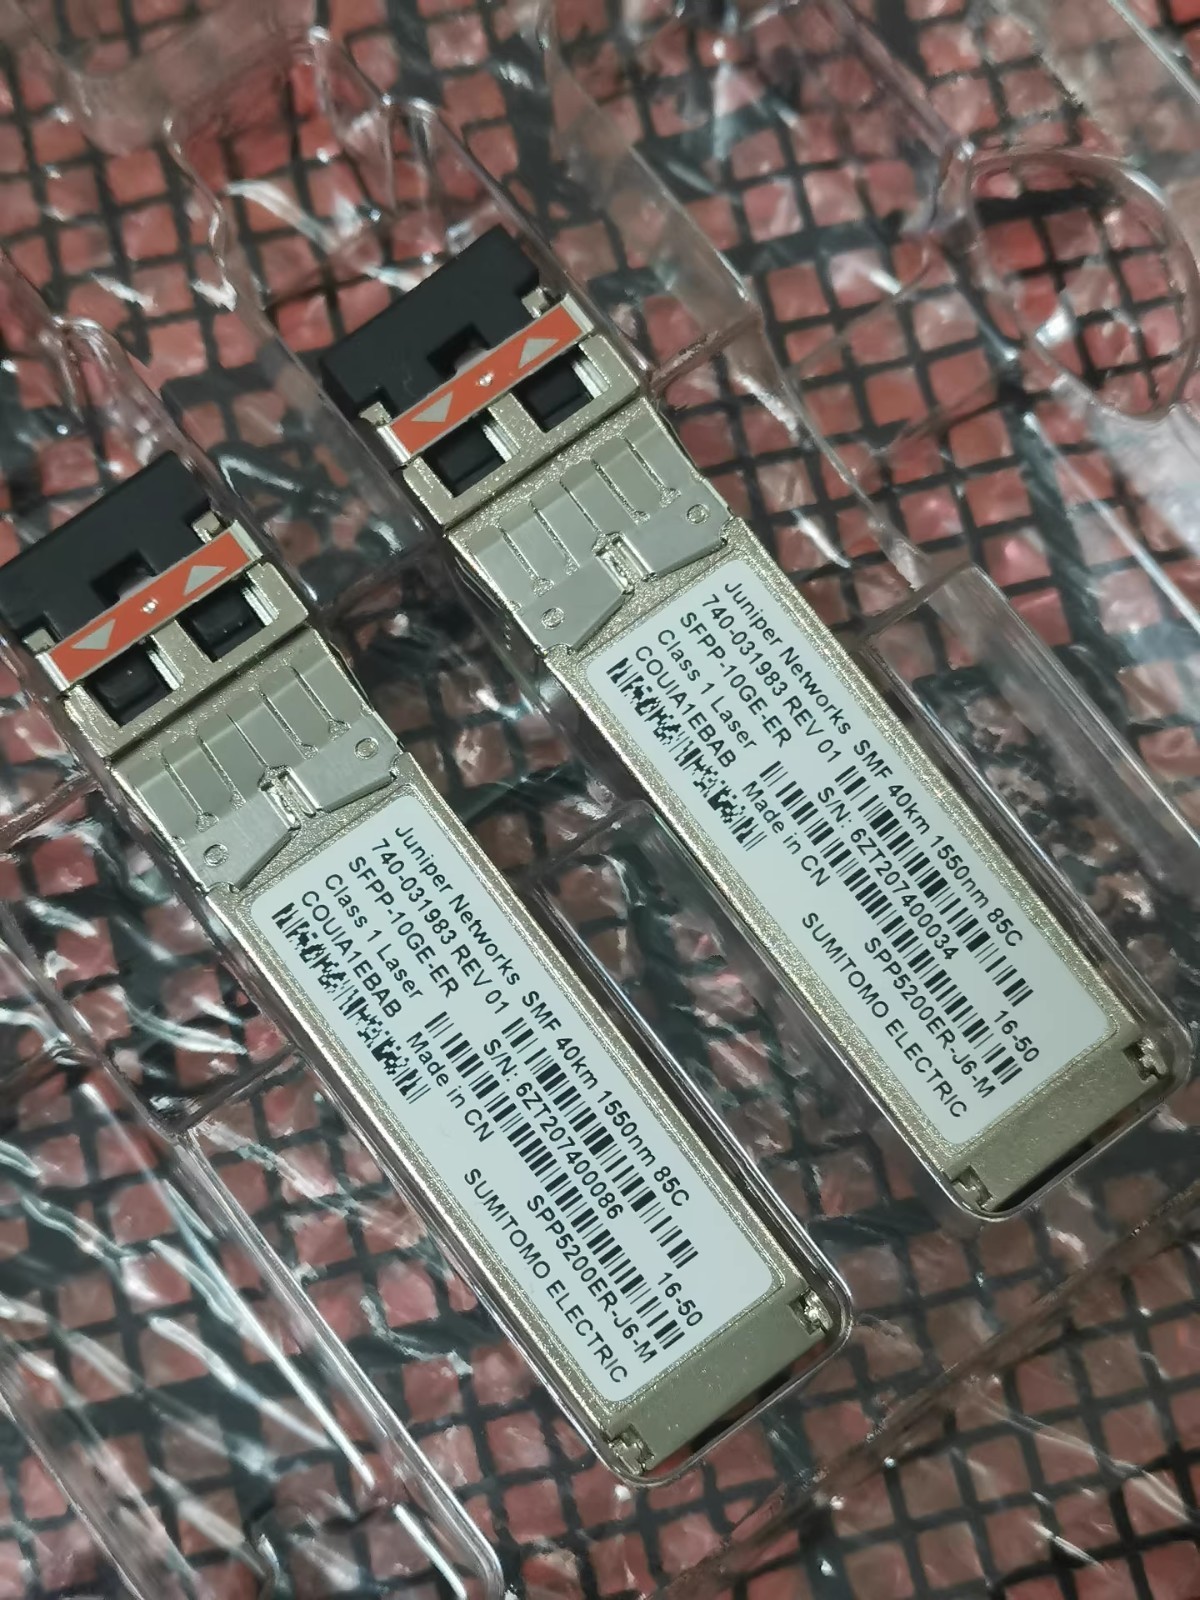 Juniper Networks SMF 40km 1550nm 85C
740-031983 REV 01
SFPP-10GE-ER S/N: 6ZT207400086 16-50
Class 1 Laser
COUIA1EBAB Made in CN SPP5200ER-J6-M
SUMITOMO ELECTRIC
Juniper Networks SMF 40km 1550nm 85C
740-031983 REV 01
SFPP-10GE-ER S/N: 6ZT207400034 16-50
Class 1 Laser
COUIA1EBAB Made in CN SPP5200ER-J6-M
SUMITOMO ELECTRIC